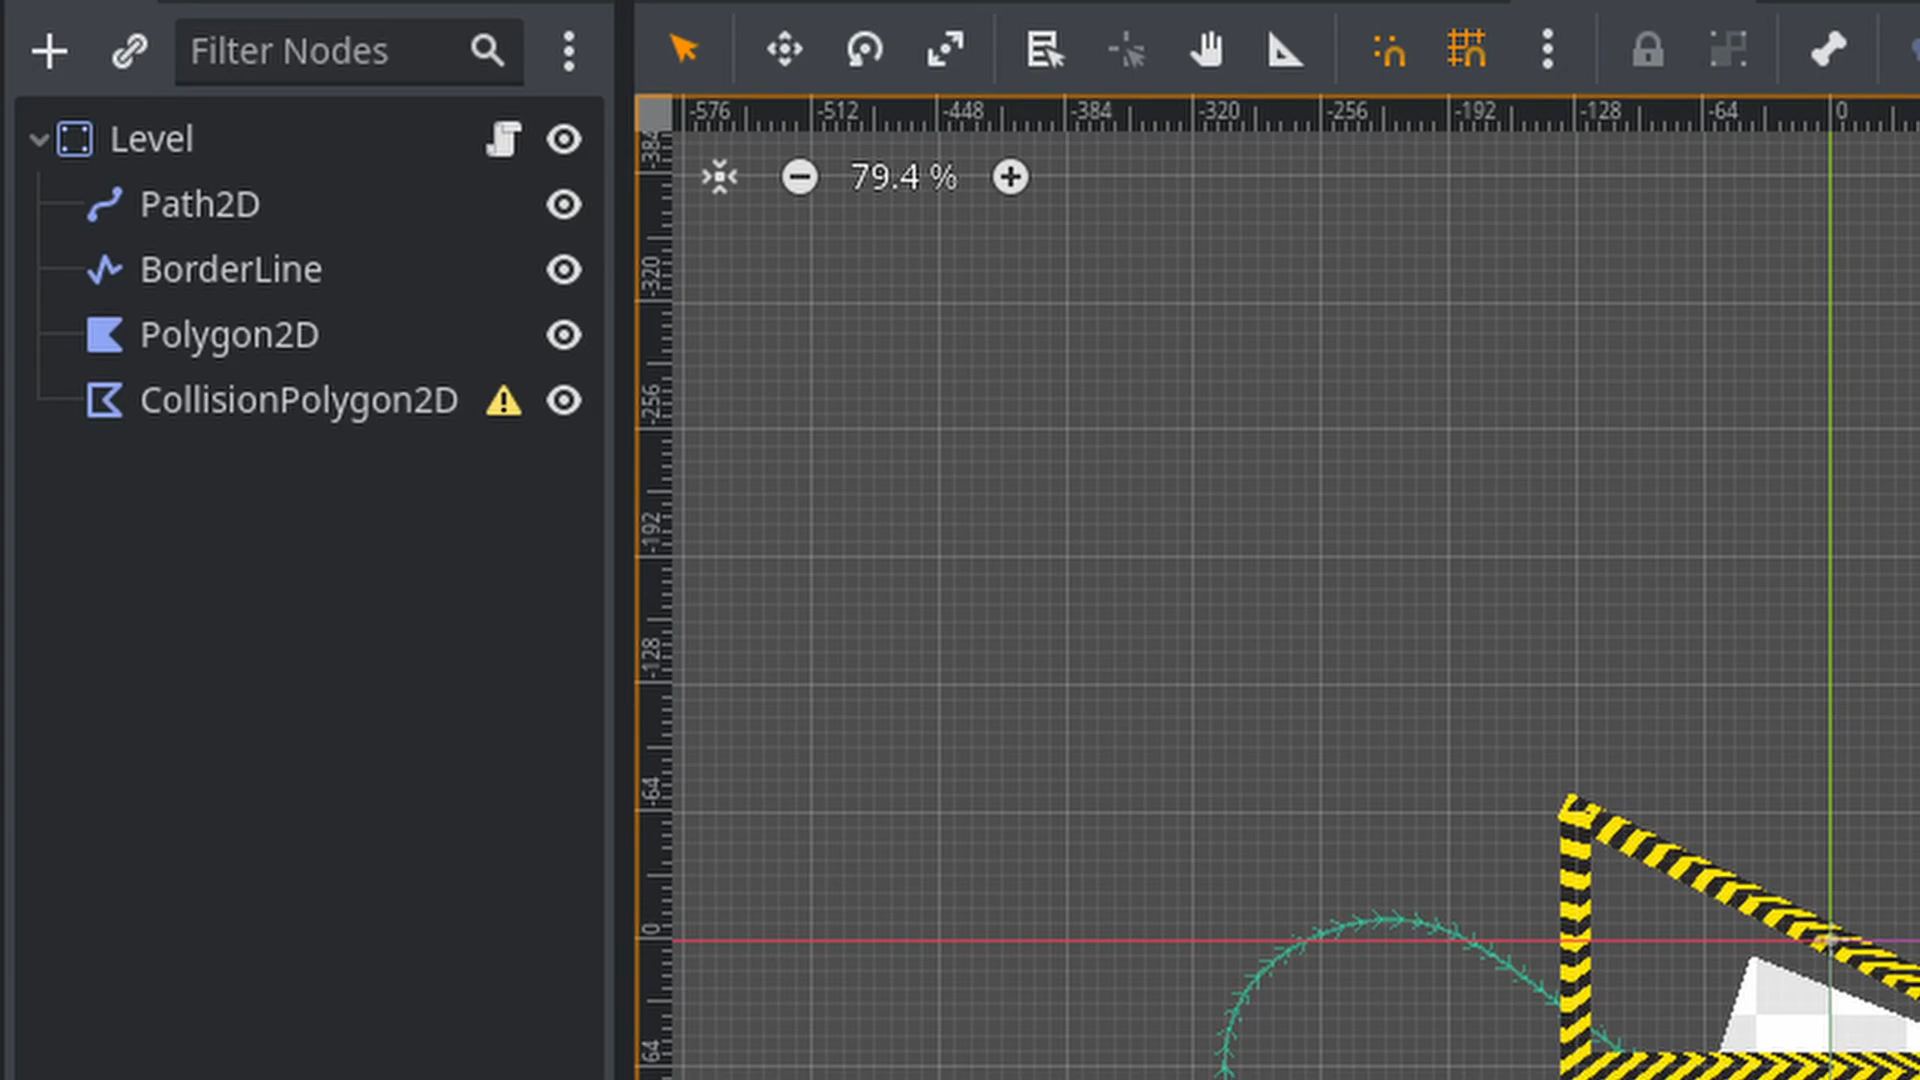 Filter Nodes
-576 -512 -448 -384 -320 -256 -192 -128 -64 0
Level
-384
79.4 %
Path2D
BorderLine
-320
Polygon2D
CollisionPolygon2D
-256
-192
-128
-64
0
64